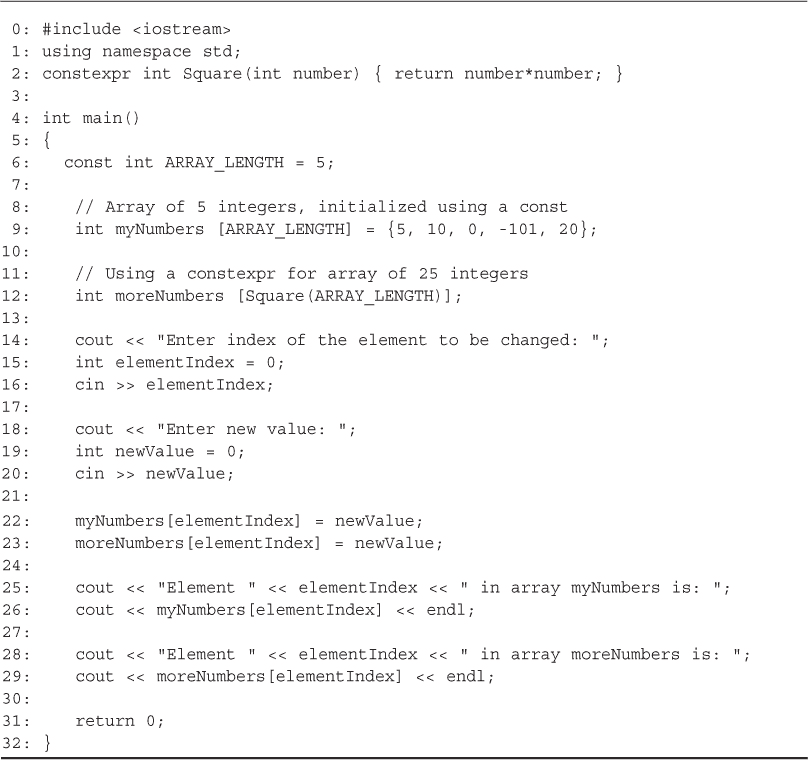 0: #include <iostream>
1: using namespace std;
2: constexpr int Square(int number) { return number*number; }
3:
4: int main()
5: {
6:   const int ARRAY_LENGTH = 5;
7:
8:    // Array of 5 integers, initialized using a const
9:    int myNumbers [ARRAY_LENGTH] = {5, 10, 0, -101, 20};
10:
11:    // Using a constexpr for array of 25 integers
12:    int moreNumbers [Square(ARRAY_LENGTH)];
13:
14:    cout << "Enter index of the element to be changed: ";
15:    int elementIndex = 0;
16:    cin >> elementIndex;
17:
18:    cout << "Enter new value: ";
19:    int newValue = 0;
20:    cin >> newValue;
21:
22:    myNumbers[elementIndex] = newValue;
23:    moreNumbers[elementIndex] = newValue;
24:
25:    cout << "Element " << elementIndex << " in array myNumbers is: ";
26:    cout << myNumbers[elementIndex] << endl;
27:
28:    cout << "Element " << elementIndex << " in array moreNumbers is: ";
29:    cout << moreNumbers[elementIndex] << endl;
30:
31:    return 0;
32: }